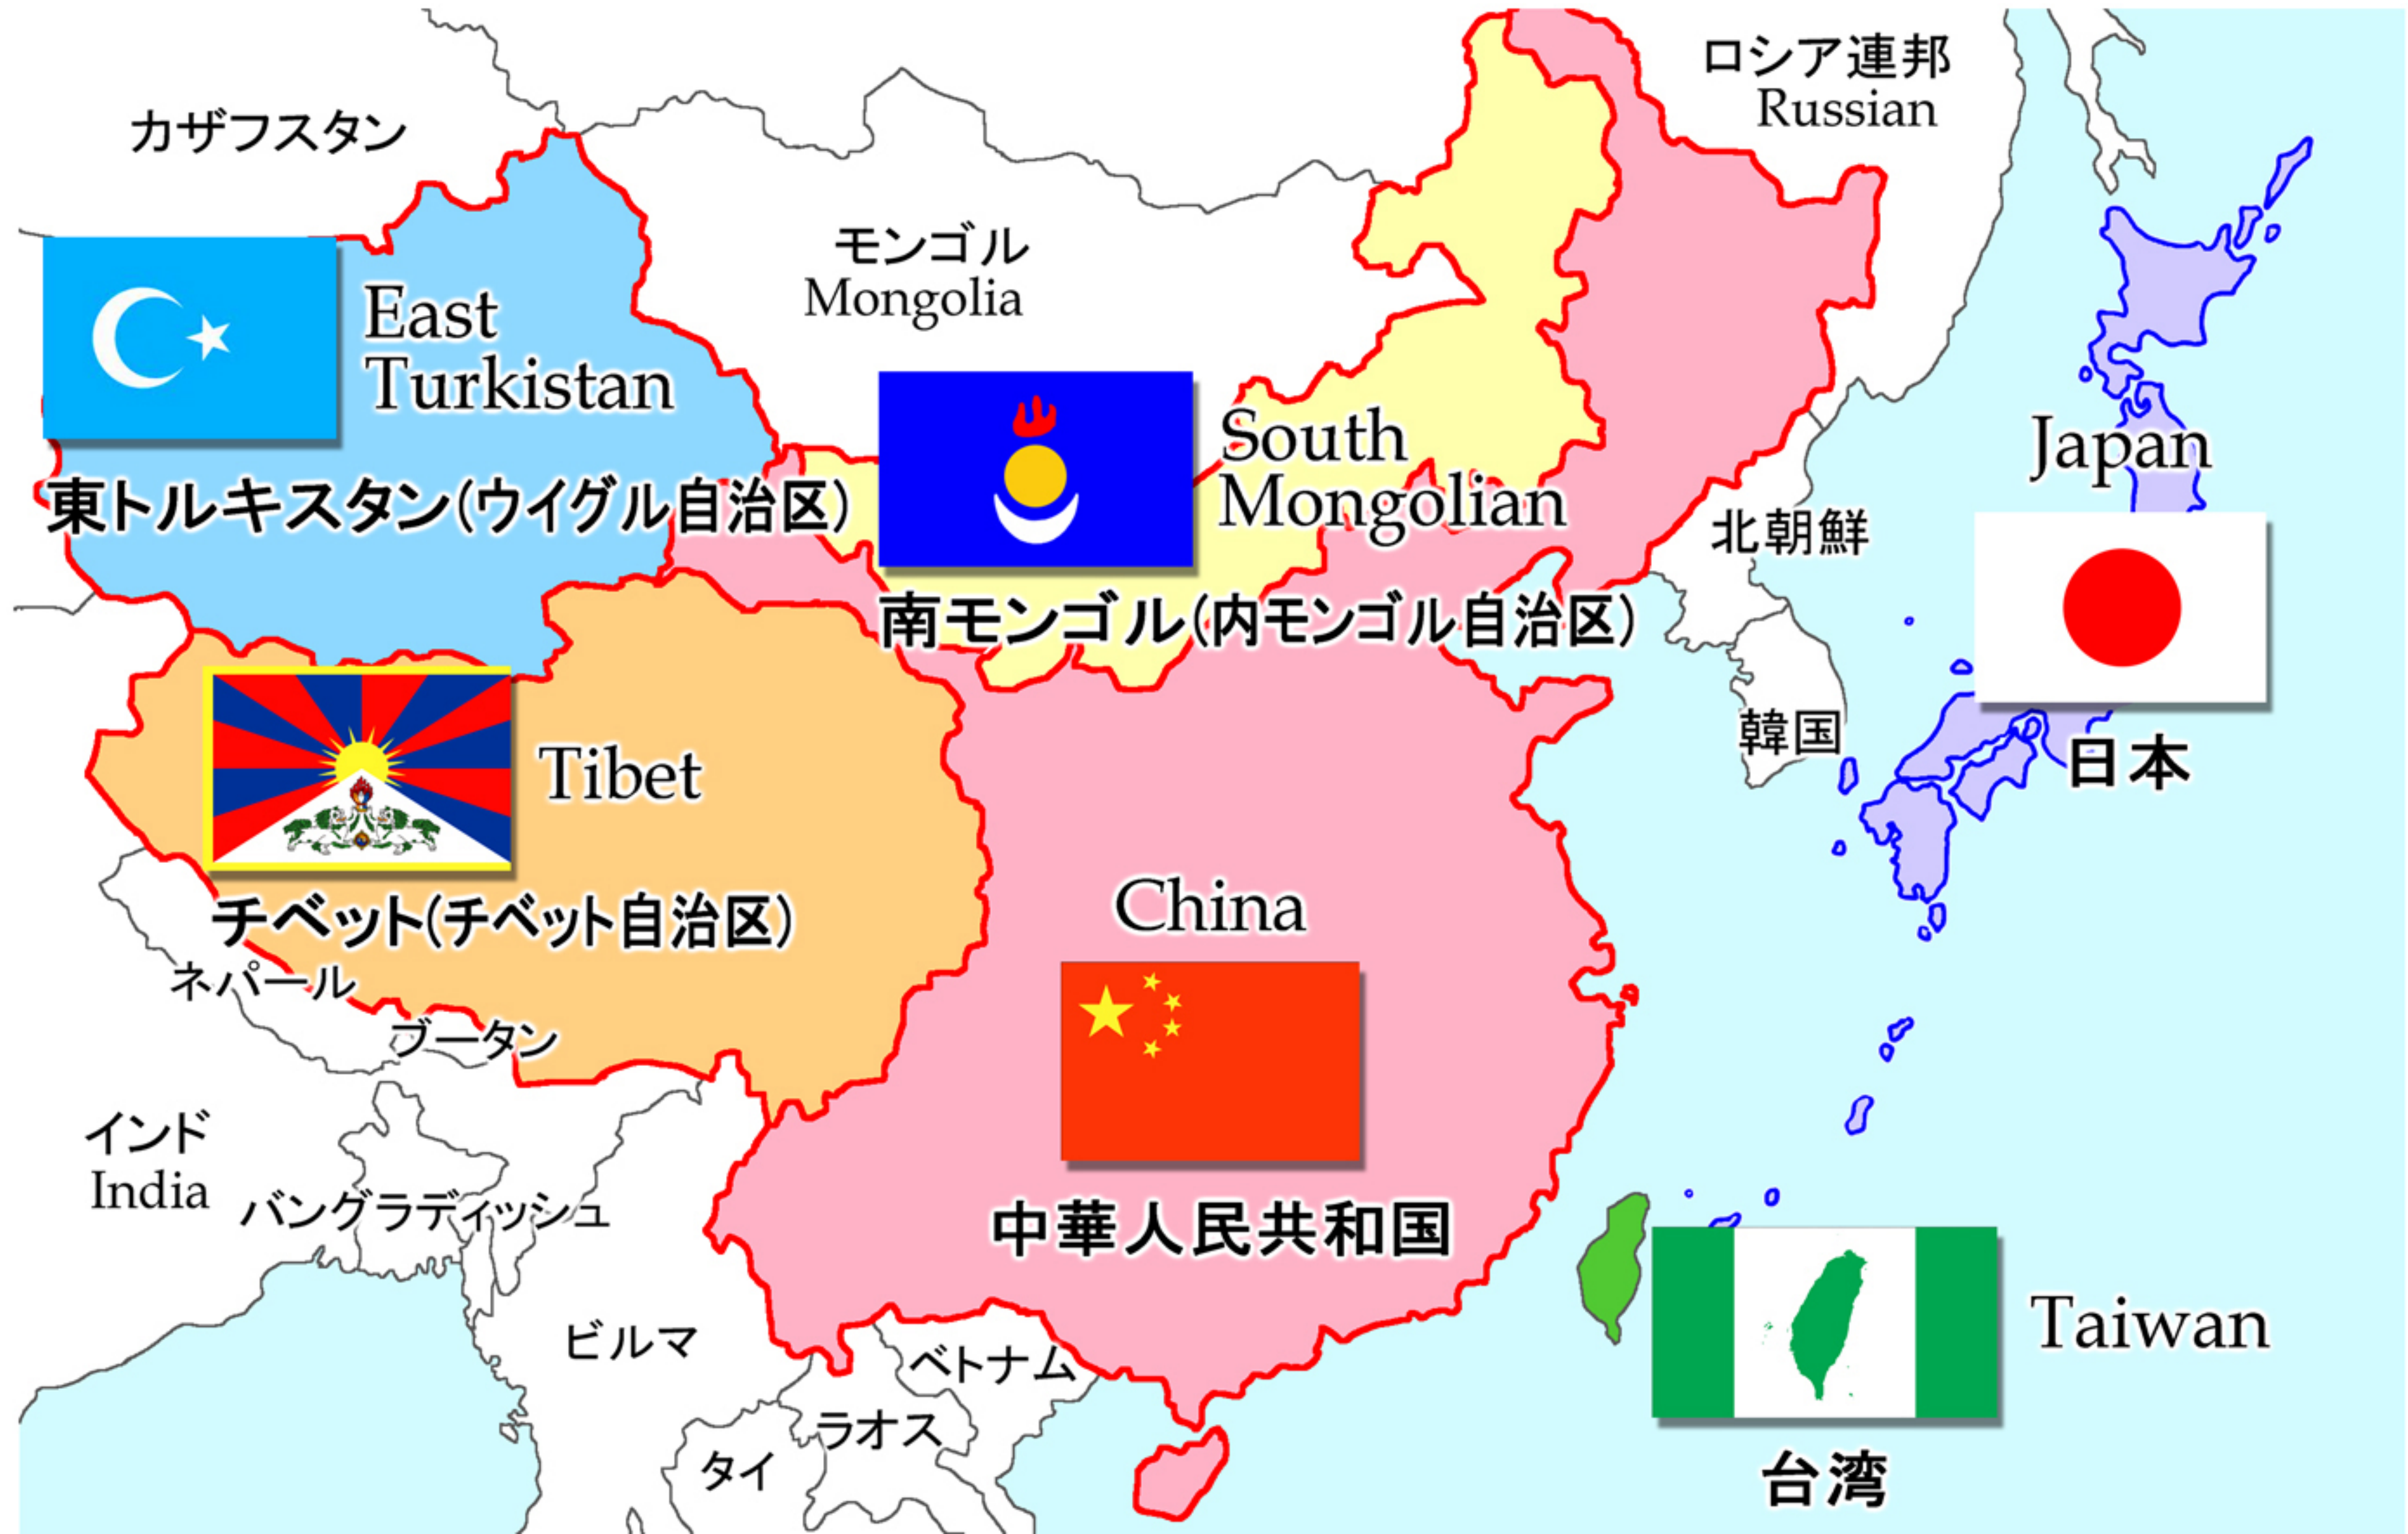 ロシア連邦
Russian
カザフスタン
モンゴル
Mongolia
East
Turkistan
東トルキスタン(ウイグル自治区)
South
Mongolian
南モンゴル(内モンゴル自治区)
Japan
北朝鮮
韓国
日本
Tibet
チベット(チベット自治区)
ネパール
ブータン
China
中華人民共和国
インド
India
バングラディッシュ
ビルマ
ベトナム
ラオス
タイ
Taiwan
台湾